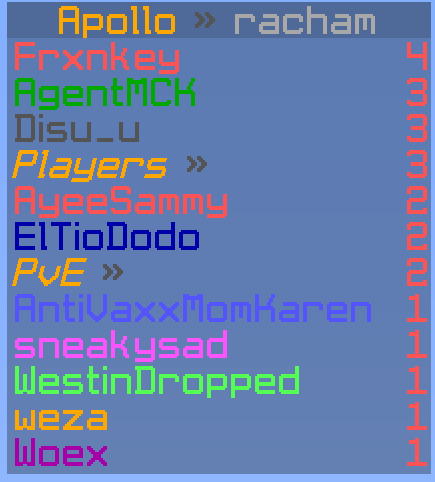 Apollo » racham
Frxnkey 4
AgentMCK 3
Disu_u 3
Players » 3
AyeeSammy 2
ElTioDodo 2
PvE » 2
AntiVaxxMomKaren 1
sneakysad 1
WestinDropped 1
weza 1
Woex 1